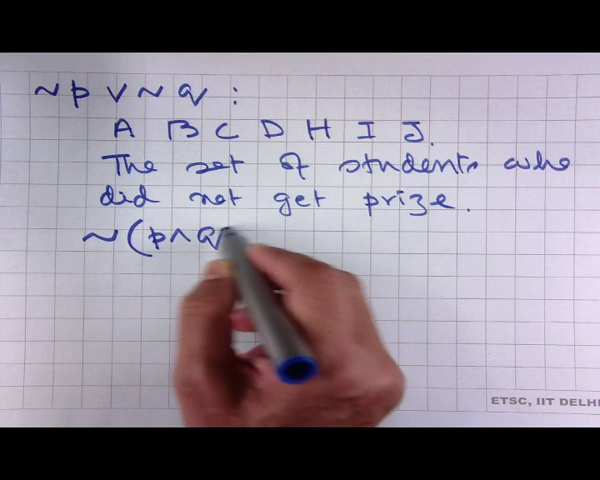 ~p ∨ ~q :
A B C D H I J.
The set of students who
did not get prize.
~(p∧q
ETSC, IIT DELHI